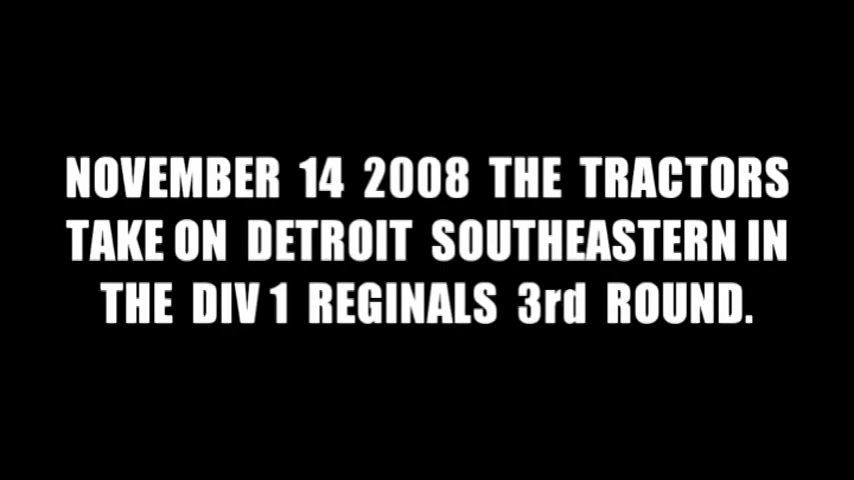 NOVEMBER 14 2008 THE TRACTORS
TAKE ON DETROIT SOUTHEASTERN IN
THE DIV 1 REGINALS 3rd ROUND.